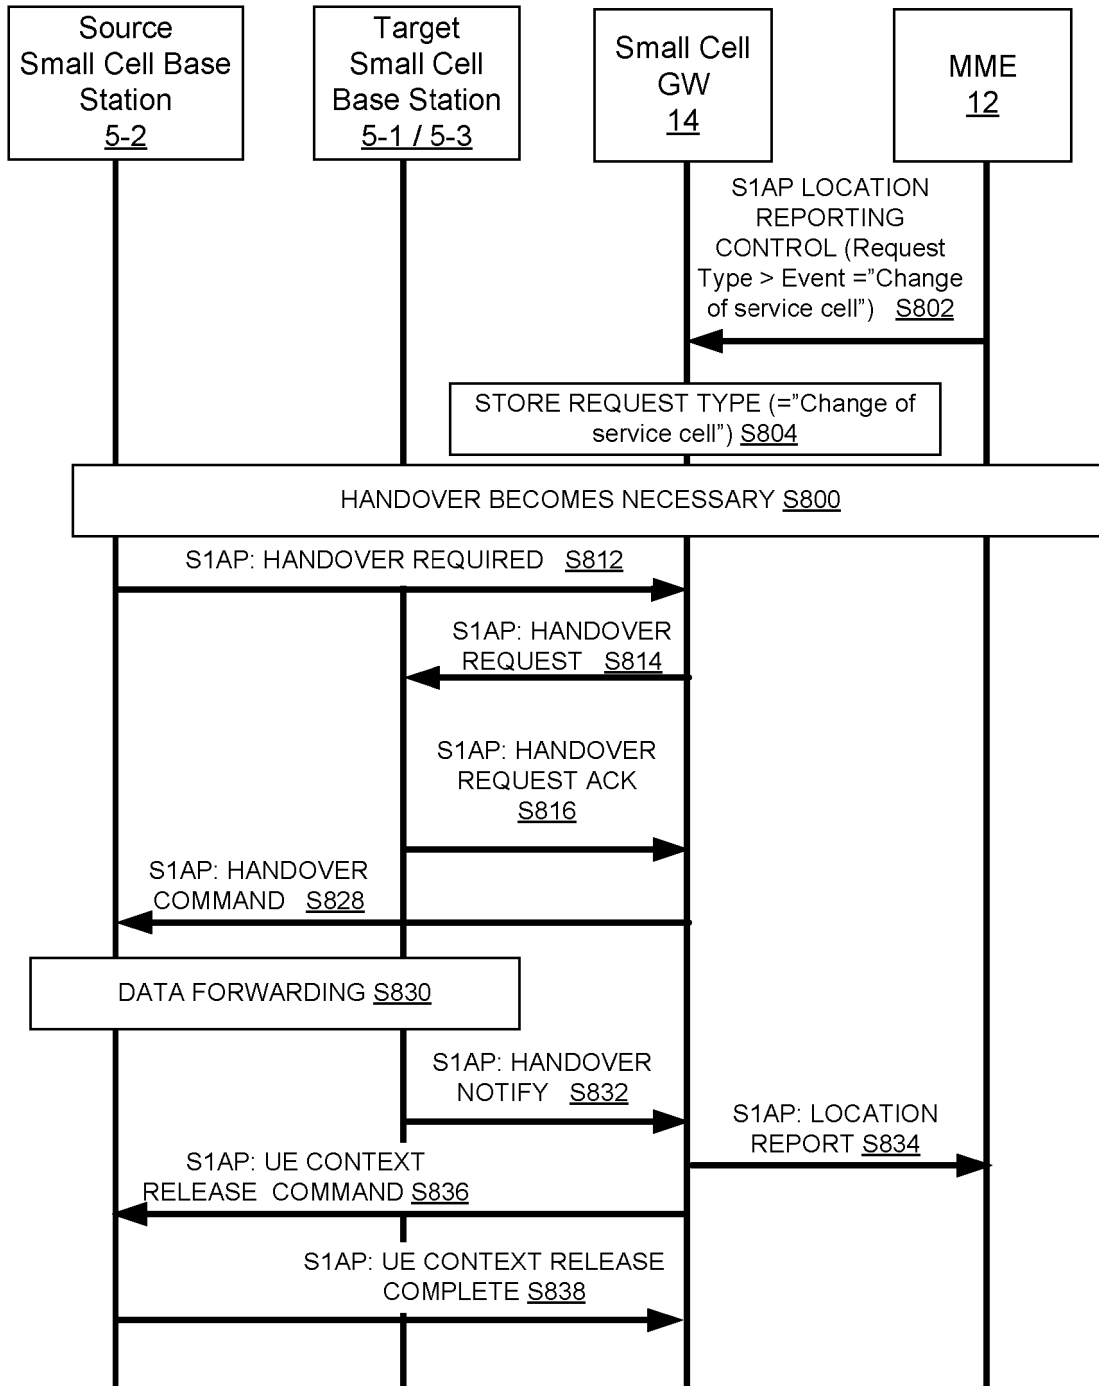 Source
Small Cell Base
Station
5-2
Target
Small Cell
Base Station
5-1 / 5-3
Small Cell
GW
14
MME
12
S1AP LOCATION
REPORTING
CONTROL (Request
Type > Event ="Change
of service cell") S802
STORE REQUEST TYPE (="Change of
service cell") S804
HANDOVER BECOMES NECESSARY S800
S1AP: HANDOVER REQUIRED S812
S1AP: HANDOVER
REQUEST S814
S1AP: HANDOVER
REQUEST ACK
S816
S1AP: HANDOVER
COMMAND S828
DATA FORWARDING S830
S1AP: HANDOVER
NOTIFY S832
S1AP: LOCATION
REPORT S834
S1AP: UE CONTEXT
RELEASE COMMAND S836
S1AP: UE CONTEXT RELEASE
COMPLETE S838